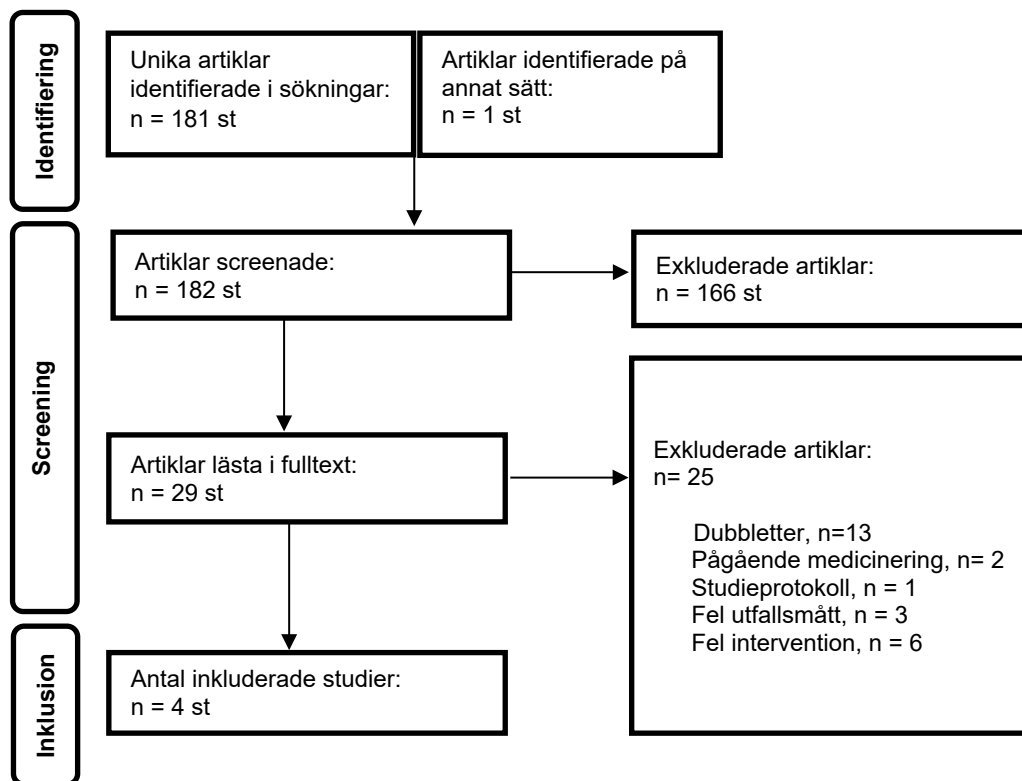 Identifiering
Unika artiklar
identifierade i sökningar:
n = 181 st
Artiklar identifierade på
annat sätt:
n = 1 st
Screening
Artiklar screenade:
n = 182 st
Exkluderade artiklar:
n = 166 st
Artiklar lästa i fulltext:
n = 29 st
Exkluderade artiklar:
n= 25
Dubbletter, n=13
Pågående medicinering, n= 2
Studieprotokoll, n = 1
Fel utfallsmått, n = 3
Fel intervention, n = 6
Inklusion
Antal inkluderade studier:
n = 4 st